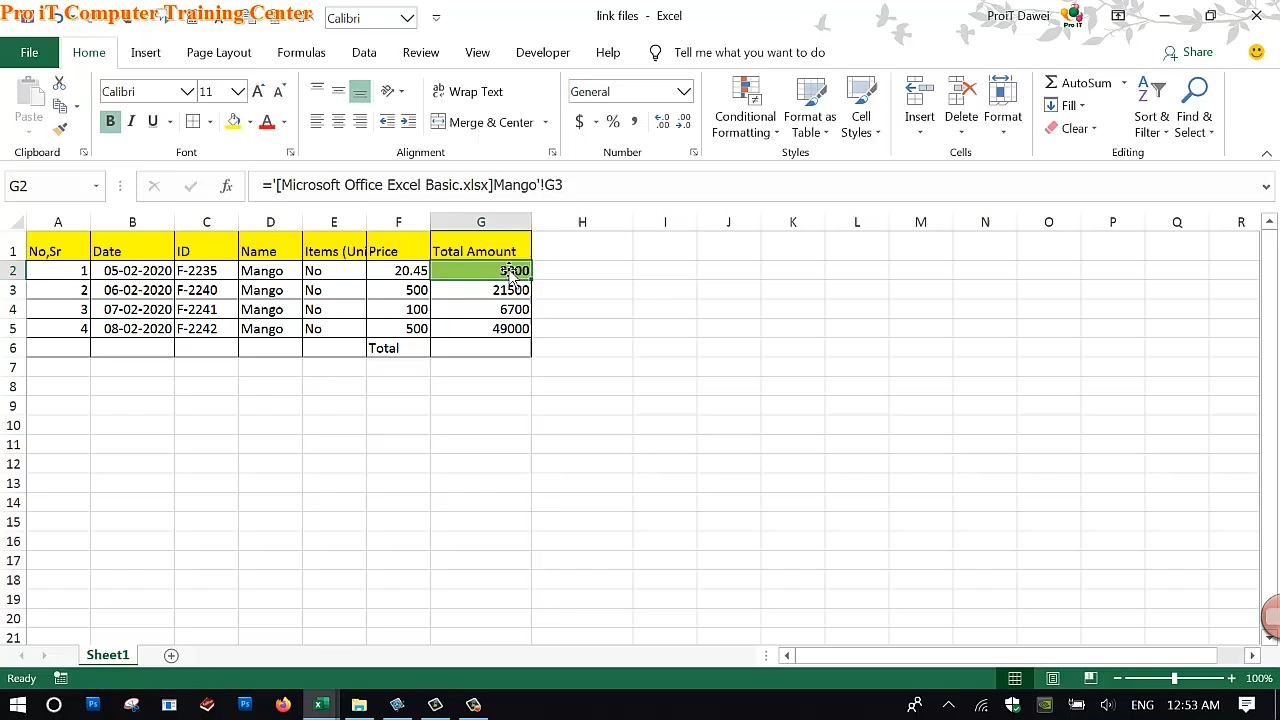 Pro iT Computer Training Center
Calibri
link files - Excel
ProiT Dawei
Pro IT
File Home Insert Page Layout Formulas Data Review View Developer Help Tell me what you want to do Share
Paste
Calibri 11
B I U
Wrap Text
Merge & Center
General
$ % ,
Conditional Formatting
Format as Table
Cell Styles
Insert Delete Format
AutoSum
Fill
Clear
Sort & Filter
Find & Select
Clipboard Font Alignment Number Styles Cells Editing
G2 fx ='[Microsoft Office Excel Basic.xlsx]Mango'!G3
A B C D E F G H I J K L M N O P Q R
1 No,Sr Date ID Name Items (Uni Price Total Amount
2 1 05-02-2020 F-2235 Mango No 20.45
3 2 06-02-2020 F-2240 Mango No 500 21500
4 3 07-02-2020 F-2241 Mango No 100 6700
5 4 08-02-2020 F-2242 Mango No 500 49000
6 Total
7
8
9
10
11
12
13
14
15
16
17
18
19
20
21
Sheet1
Ready 100%
ENG 12:53 AM